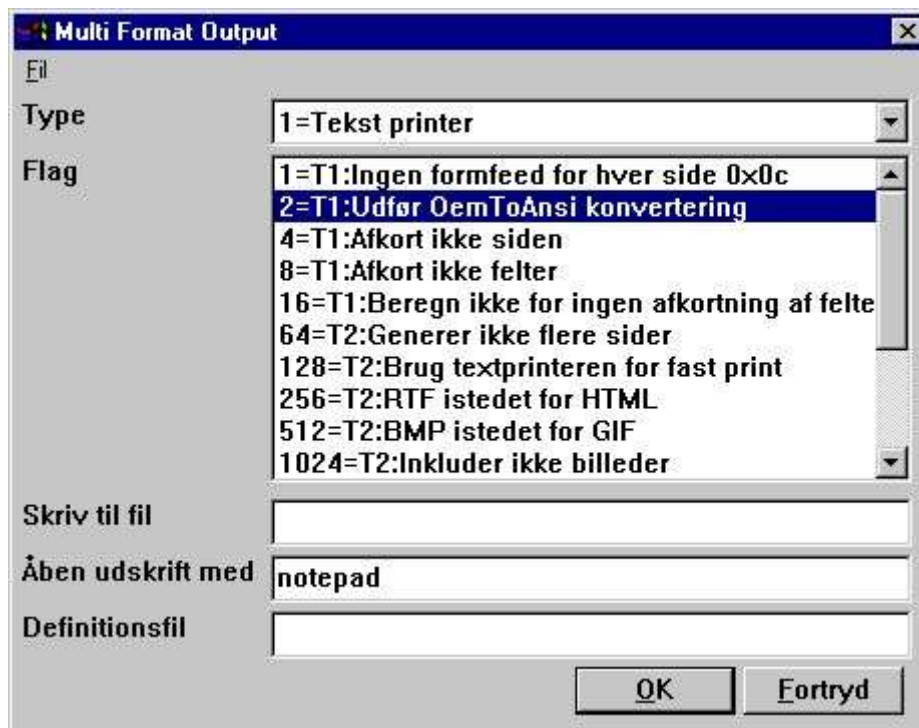 Multi Format Output
Fil
Type
1=Tekst printer
Flag
1=T1:Ingen formfeed for hver side 0x0c
2=T1:Udfør OemToAnsi konvertering
4=T1:Afkort ikke siden
8=T1:Afkort ikke felter
16=T1:Beregn ikke for ingen afkortning af felte
64=T2:Generer ikke flere sider
128=T2:Brug textprinteren for fast print
256=T2:RTF istedet for HTML
512=T2:BMP istedet for GIF
1024=T2:Inkluder ikke billeder
Skriv til fil
Åben udskrift med
notepad
Definitionsfil
OK
Fortryd